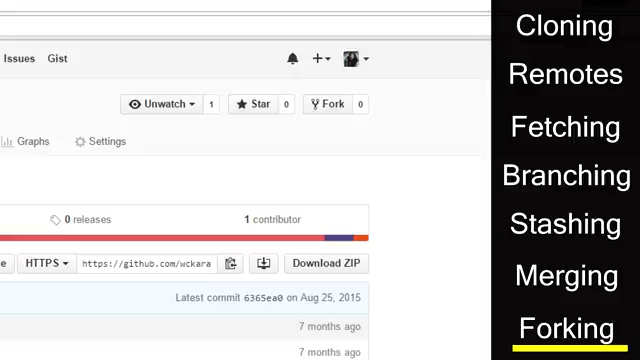 Issues Gist
Unwatch 1 Star 0 Fork 0
Graphs Settings
0 releases 1 contributor
HTTPS https://github.com/wckara Download ZIP
Latest commit 6365ea0 on Aug 25, 2015
7 months ago
7 months ago
Cloning
Remotes
Fetching
Branching
Stashing
Merging
Forking